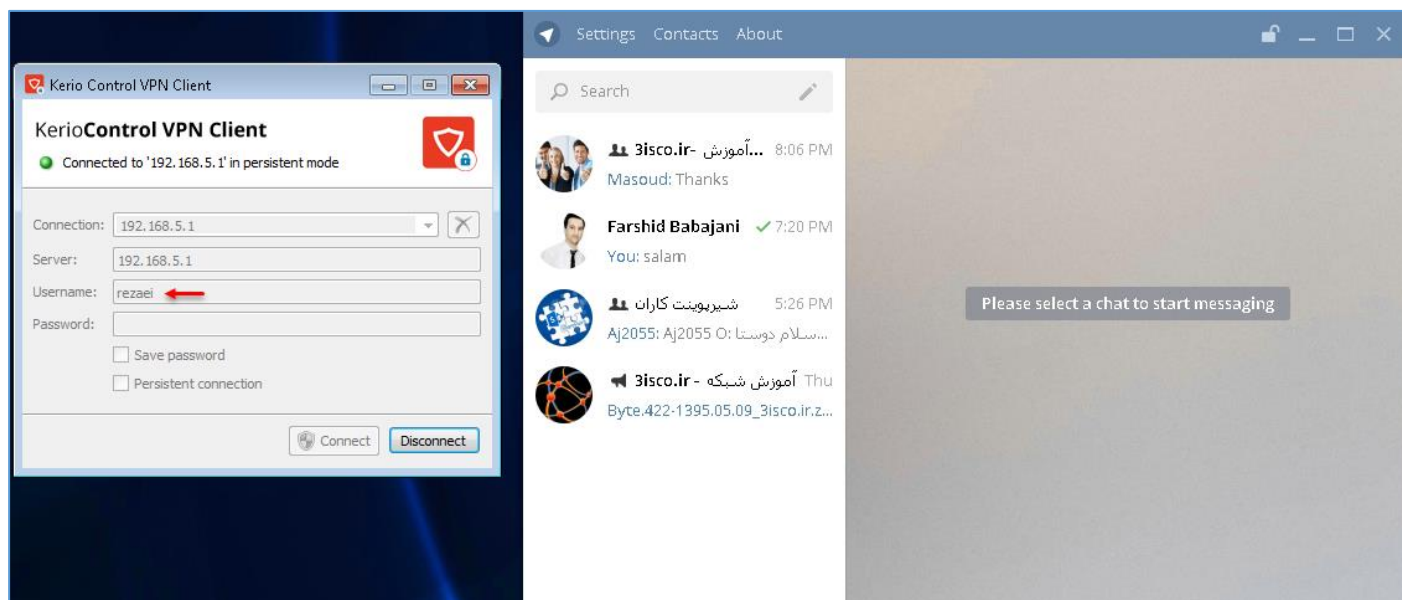 Kerio Control VPN Client
KerioControl VPN Client
Connected to '192.168.5.1' in persistent mode
Connection: 192.168.5.1
Server: 192.168.5.1
Username: rezaei
Password:
Save password
Persistent connection
Connect Disconnect
Settings Contacts About
Search
3isco.ir- آموزش... 8:06 PM
Masoud: Thanks
Farshid Babajani 7:20 PM
You: salam
شیرپوینت کاران 5:26 PM
Aj2055: Aj2055 O: سلام دوستا...
آموزش شبکه - 3isco.ir Thu
Byte.422-1395.05.09_3isco.ir.z...
Please select a chat to start messaging